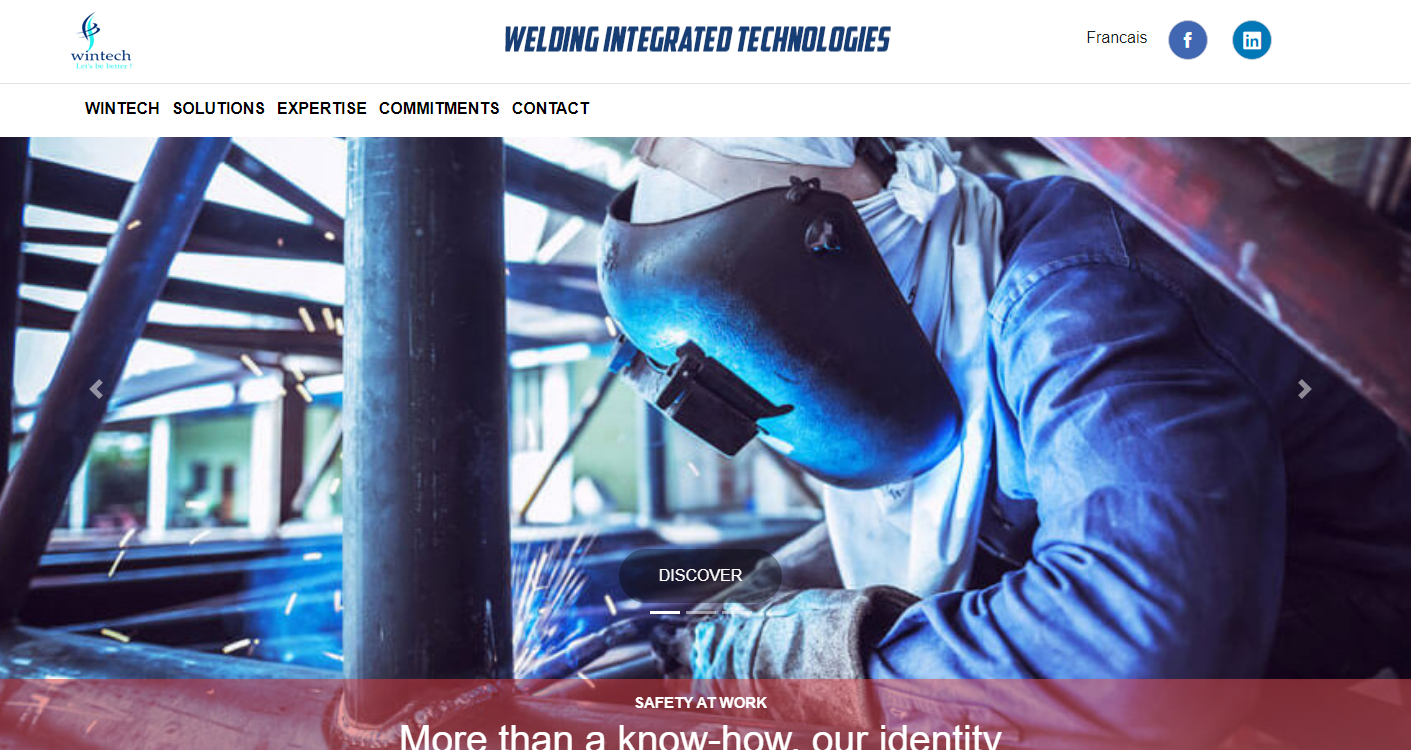 wintech
Let's be better !
WELDING INTEGRATED TECHNOLOGIES
Francais
f
in
WINTECH SOLUTIONS EXPERTISE COMMITMENTS CONTACT
DISCOVER
SAFETY AT WORK
More than a know-how, our identity